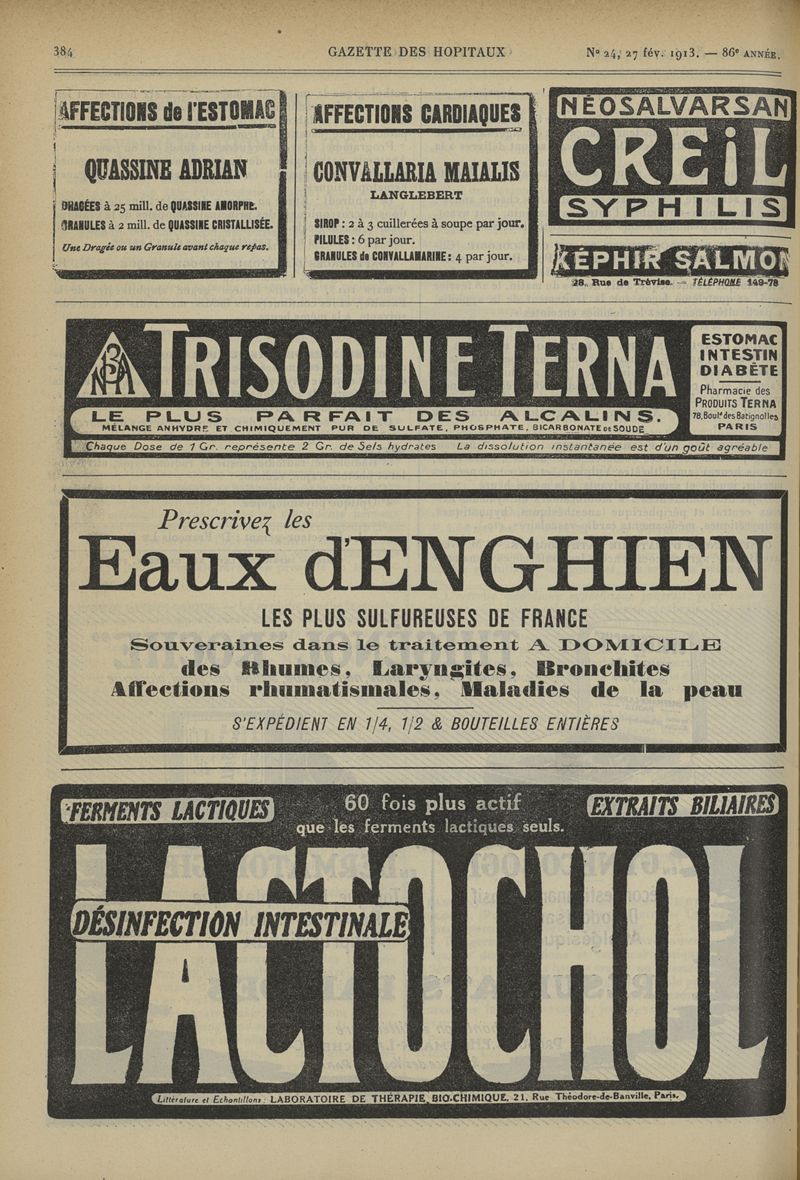 384
GAZETTE DES HOPITAUX
Nº 24, 27 fév. 1913. — 86e ANNÉE.
AFFECTIONS de l'ESTOMAC
QUASSINE ADRIAN
DRAGÉES à 25 mill. de QUASSINE AMORPHE.
GRANULES à 2 mill. de QUASSINE CRISTALLISÉE.
Une Dragée ou un Granule avant chaque repas.
AFFECTIONS CARDIAQUES
CONVALLARIA MAIALIS
LANGLEBERT
SIROP : 2 à 3 cuillerées à soupe par jour.
PILULES : 6 par jour.
GRANULES de CONVALLAMARINE : 4 par jour.
NÉOSALVARSAN
CREiL
SYPHILIS
KÉPHIR SALMON
28, Rue de Trévise. — TÉLÉPHONE 149-78
TRISODINE TERNA
LE PLUS PARFAIT DES ALCALINS.
MÉLANGE ANHYDRE ET CHIMIQUEMENT PUR DE SULFATE, PHOSPHATE, BICARBONATE DE SOUDE
ESTOMAC
INTESTIN
DIABÈTE
Pharmacie des
PRODUITS TERNA
78, Bould des Batignolles
PARIS
Chaque Dose de 1 Gr. représente 2 Gr. de Sels hydratés La dissolution instantanée est d'un goût agréable
Prescrivez les
Eaux d'ENGHIEN
LES PLUS SULFUREUSES DE FRANCE
Souveraines dans le traitement A DOMICILE
des Rhumes, Laryngites, Bronchites
Affections rhumatismales, Maladies de la peau
S'EXPÉDIENT EN 1/4, 1/2 & BOUTEILLES ENTIÈRES
FERMENTS LACTIQUES
60 fois plus actif
que les ferments lactiques seuls.
EXTRAITS BILIAIRES
LACTOCHOL
DÉSINFECTION INTESTINALE
Littérature et Echantillons : LABORATOIRE DE THÉRAPIE BIO-CHIMIQUE, 21, Rue Théodore-de-Banville, Paris.